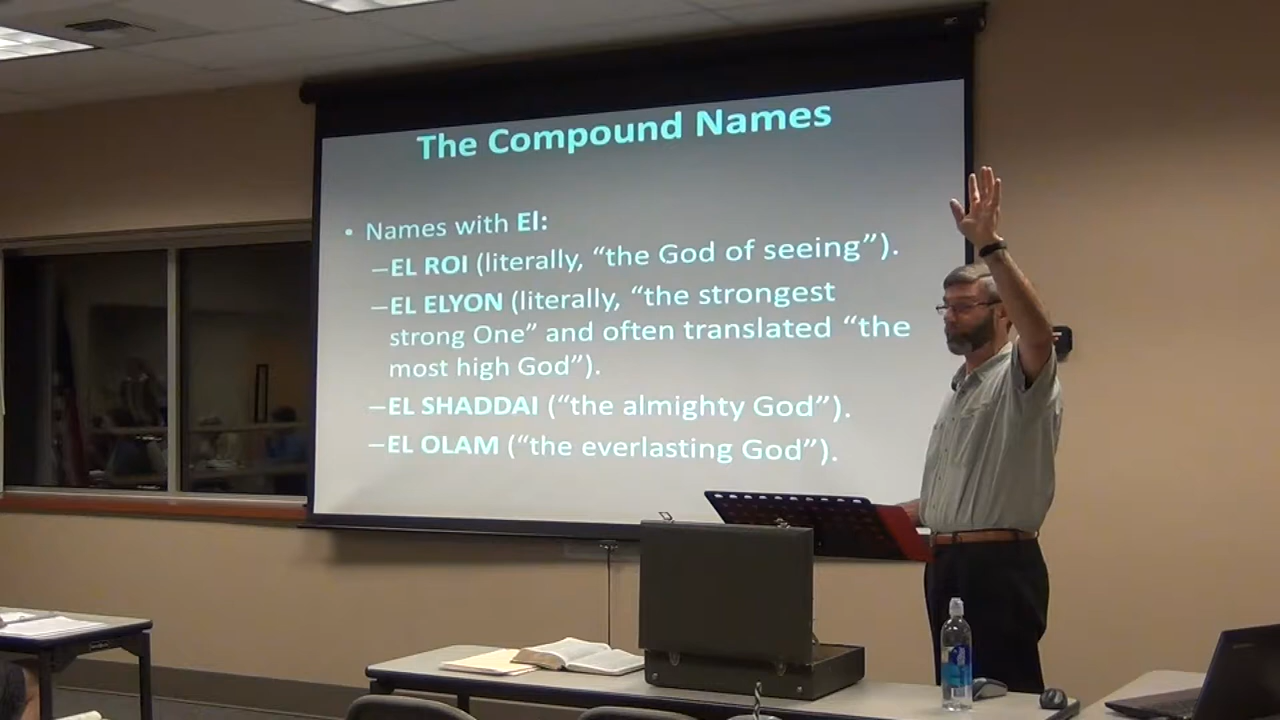 The Compound Names
• Names with El:
–EL ROI (literally, “the God of seeing”).
–EL ELYON (literally, “the strongest
strong One” and often translated “the
most high God”).
–EL SHADDAI (“the almighty God”).
–EL OLAM (“the everlasting God”).